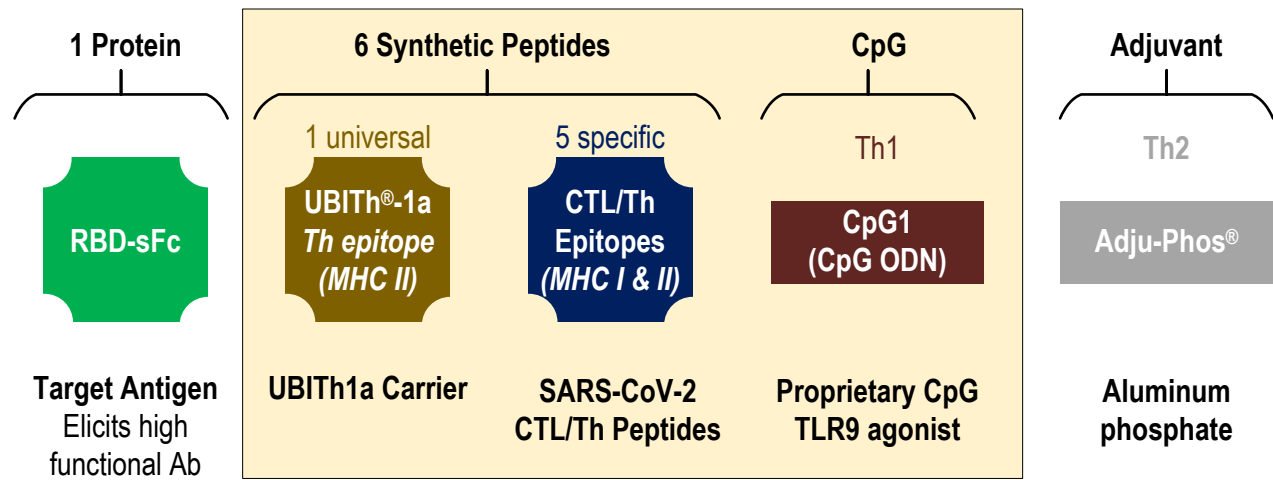 1 Protein
6 Synthetic Peptides
CpG
Adjuvant
1 universal
5 specific
Th1
Th2
RBD-sFc
UBITh®-1a
Th epitope
(MHC II)
CTL/Th
Epitopes
(MHC I & II)
CpG1
(CpG ODN)
Adju-Phos®
Target Antigen
Elicits high
functional Ab
UBITh1a Carrier
SARS-CoV-2
CTL/Th Peptides
Proprietary CpG
TLR9 agonist
Aluminum
phosphate